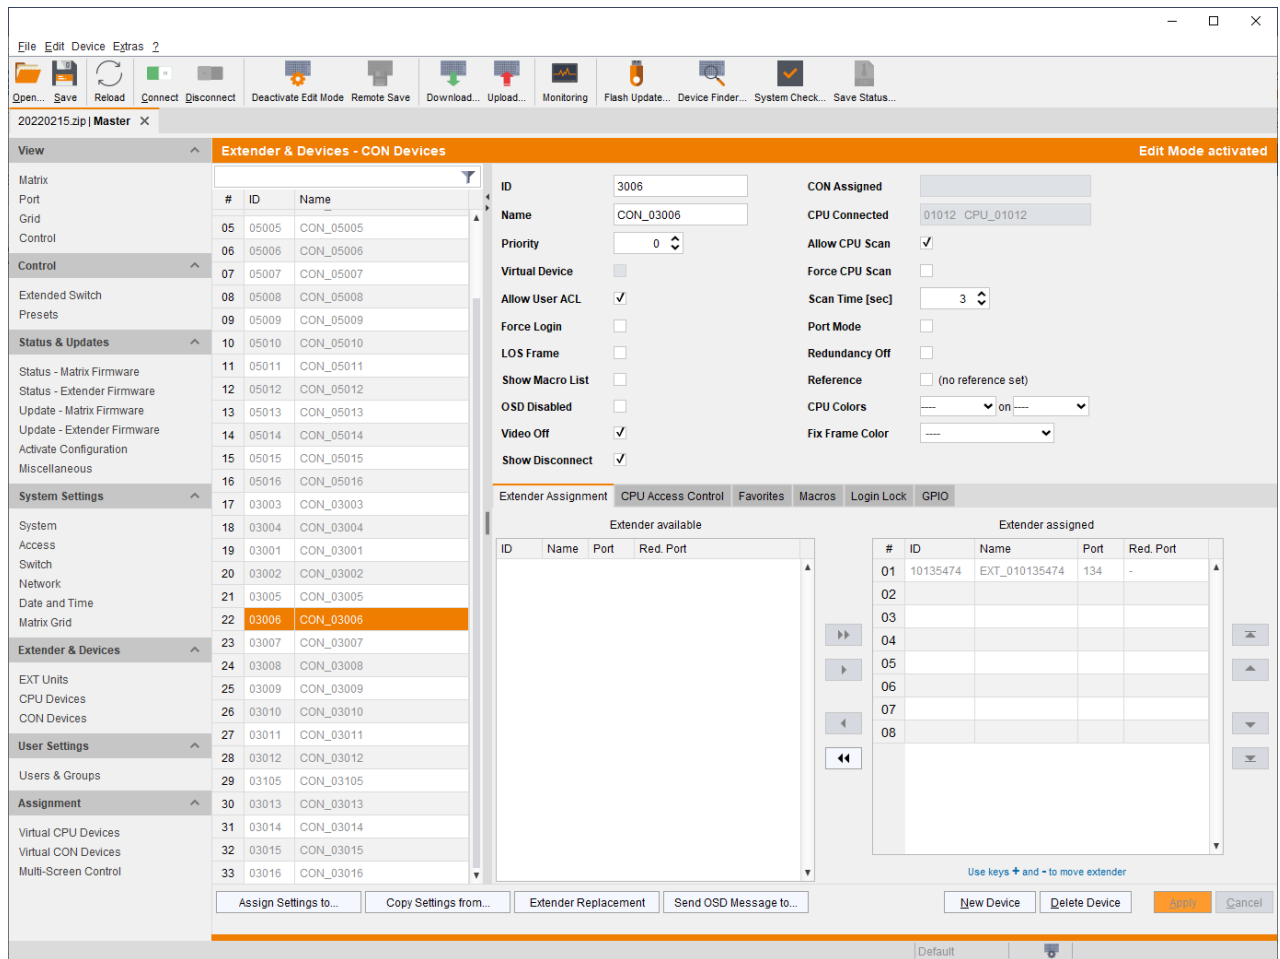 File Edit Device Extras ?
Open... Save Reload Connect Disconnect Deactivate Edit Mode Remote Save Download... Upload... Monitoring Flash Update... Device Finder... System Check... Save Status...
20220215.zip | Master
View
Matrix
Port
Grid
Control
Control
Extended Switch
Presets
Status & Updates
Status - Matrix Firmware
Status - Extender Firmware
Update - Matrix Firmware
Update - Extender Firmware
Activate Configuration
Miscellaneous
System Settings
System
Access
Switch
Network
Date and Time
Matrix Grid
Extender & Devices
EXT Units
CPU Devices
CON Devices
User Settings
Users & Groups
Assignment
Virtual CPU Devices
Virtual CON Devices
Multi-Screen Control
Extender & Devices - CON Devices Edit Mode activated
# ID Name
05 05005 CON_05005
06 05006 CON_05006
07 05007 CON_05007
08 05008 CON_05008
09 05009 CON_05009
10 05010 CON_05010
11 05011 CON_05011
12 05012 CON_05012
13 05013 CON_05013
14 05014 CON_05014
15 05015 CON_05015
16 05016 CON_05016
17 03003 CON_03003
18 03004 CON_03004
19 03001 CON_03001
20 03002 CON_03002
21 03005 CON_03005
22 03006 CON_03006
23 03007 CON_03007
24 03008 CON_03008
25 03009 CON_03009
26 03010 CON_03010
27 03011 CON_03011
28 03012 CON_03012
29 03105 CON_03105
30 03013 CON_03013
31 03014 CON_03014
32 03015 CON_03015
33 03016 CON_03016
ID 3006
Name CON_03006
Priority 0
Virtual Device
Allow User ACL
Force Login
LOS Frame
Show Macro List
OSD Disabled
Video Off
Show Disconnect
CON Assigned
CPU Connected 01012 CPU_01012
Allow CPU Scan
Force CPU Scan
Scan Time [sec] 3
Port Mode
Redundancy Off
Reference (no reference set)
CPU Colors ---- on ----
Fix Frame Color ----
Extender Assignment CPU Access Control Favorites Macros Login Lock GPIO
Extender available
ID Name Port Red. Port
Extender assigned
# ID Name Port Red. Port
01 10135474 EXT_010135474 134 -
02
03
04
05
06
07
08
Use keys + and - to move extender
Assign Settings to... Copy Settings from... Extender Replacement Send OSD Message to... New Device Delete Device Apply Cancel
Default